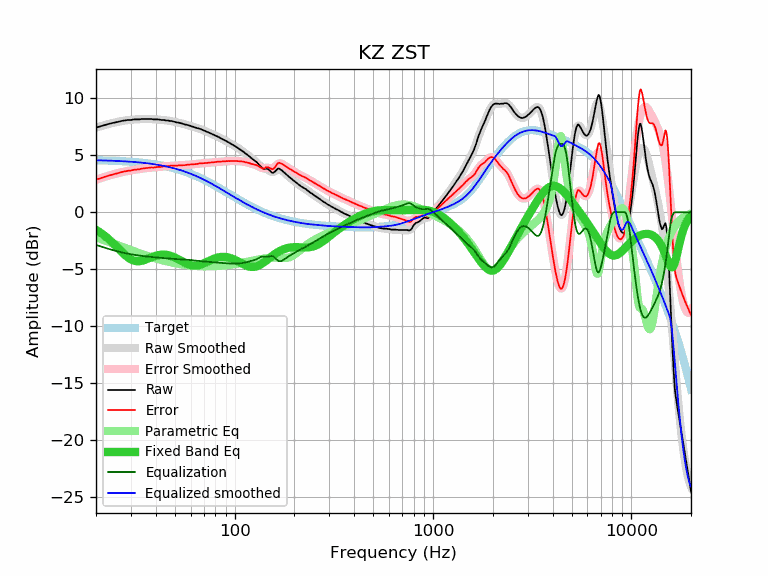 KZ ZST
Amplitude (dBr)
10
5
0
−5
−10
−15
−20
−25
Target
Raw Smoothed
Error Smoothed
Raw
Error
Parametric Eq
Fixed Band Eq
Equalization
Equalized smoothed
100 1000 10000
Frequency (Hz)